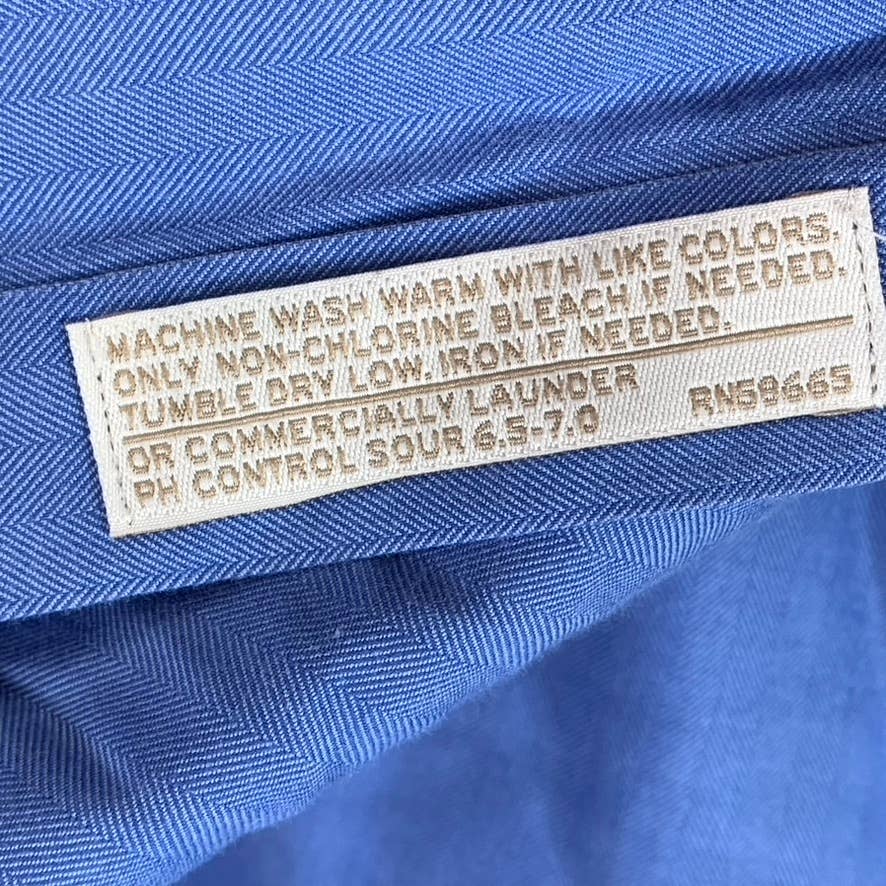 MACHINE WASH WARM WITH LIKE COLORS.
ONLY NON-CHLORINE BLEACH IF NEEDED.
TUMBLE DRY LOW. IRON IF NEEDED.
OR COMMERCIALLY LAUNDER RN59665
PH CONTROL SOUR 6.5-7.0